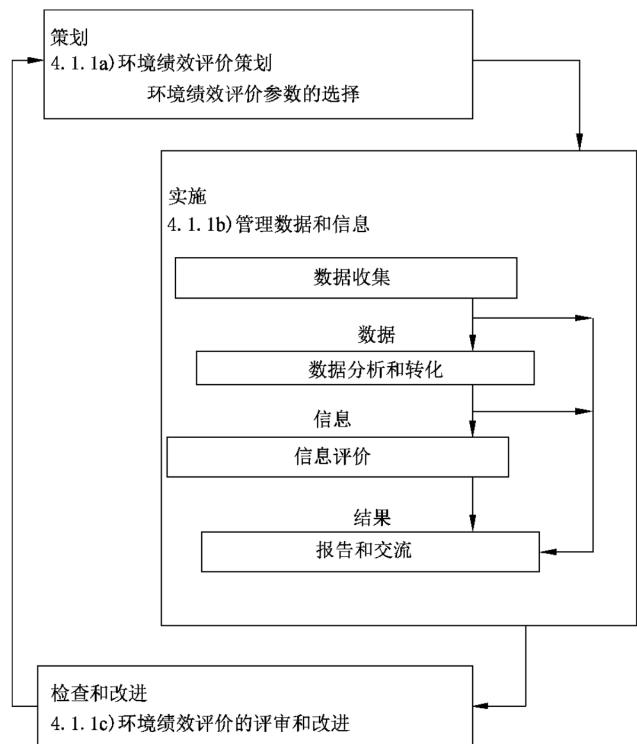 策划
4.1.1a)环境绩效评价策划
环境绩效评价参数的选择
实施
4.1.1b)管理数据和信息
数据收集
数据
数据分析和转化
信息
信息评价
结果
报告和交流
检查和改进
4.1.1c)环境绩效评价的评审和改进